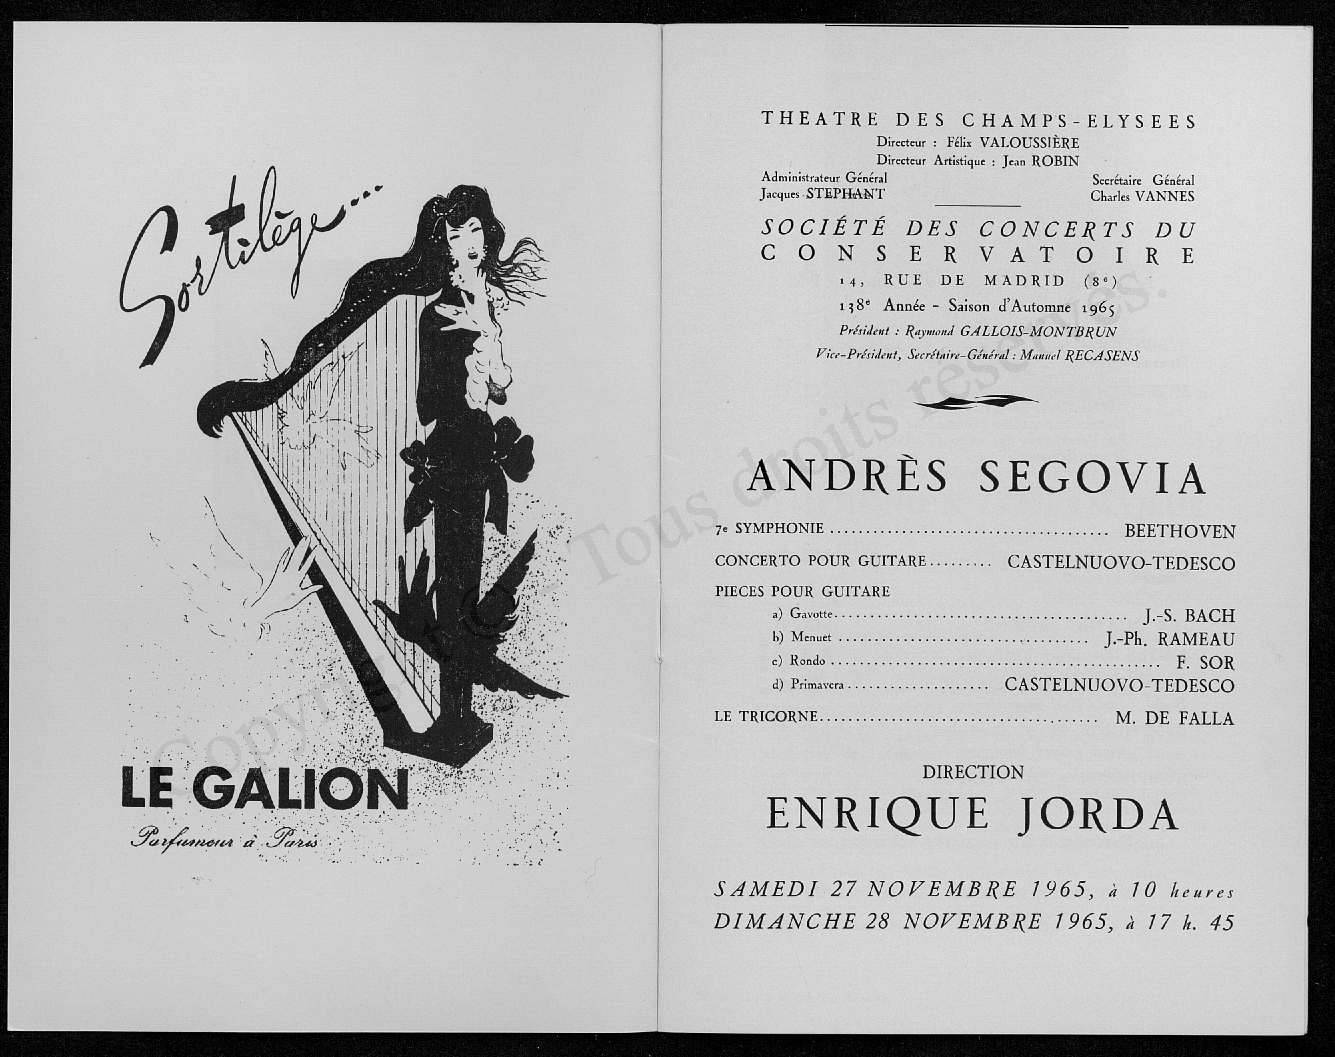 Sortilège...
LE GALION
Parfumeur à Paris
THEATRE DES CHAMPS-ELYSEES
Directeur : Félix VALOUSSIÈRE
Directeur Artistique : Jean ROBIN
Administrateur Général
Jacques STEPHANT
Secrétaire Général
Charles VANNES
SOCIÉTÉ DES CONCERTS DU
CONSERVATOIRE
14, RUE DE MADRID (8e)
138e Année - Saison d'Automne 1965
Président : Raymond GALLOIS-MONTBRUN
Vice-Président, Secrétaire-Général : Manuel RECASENS
ANDRÈS SEGOVIA
7e SYMPHONIE ........ BEETHOVEN
CONCERTO POUR GUITARE......... CASTELNUOVO-TEDESCO
PIECES POUR GUITARE
a) Gavotte........ J.-S. BACH
b) Menuet ........ J.-Ph. RAMEAU
c) Rondo ........ F. SOR
d) Primavera........ CASTELNUOVO-TEDESCO
LE TRICORNE........ M. DE FALLA
DIRECTION
ENRIQUE JORDA
SAMEDI 27 NOVEMBRE 1965, à 10 heures
DIMANCHE 28 NOVEMBRE 1965, à 17 h. 45
Copyright © - Tous droits réservés.